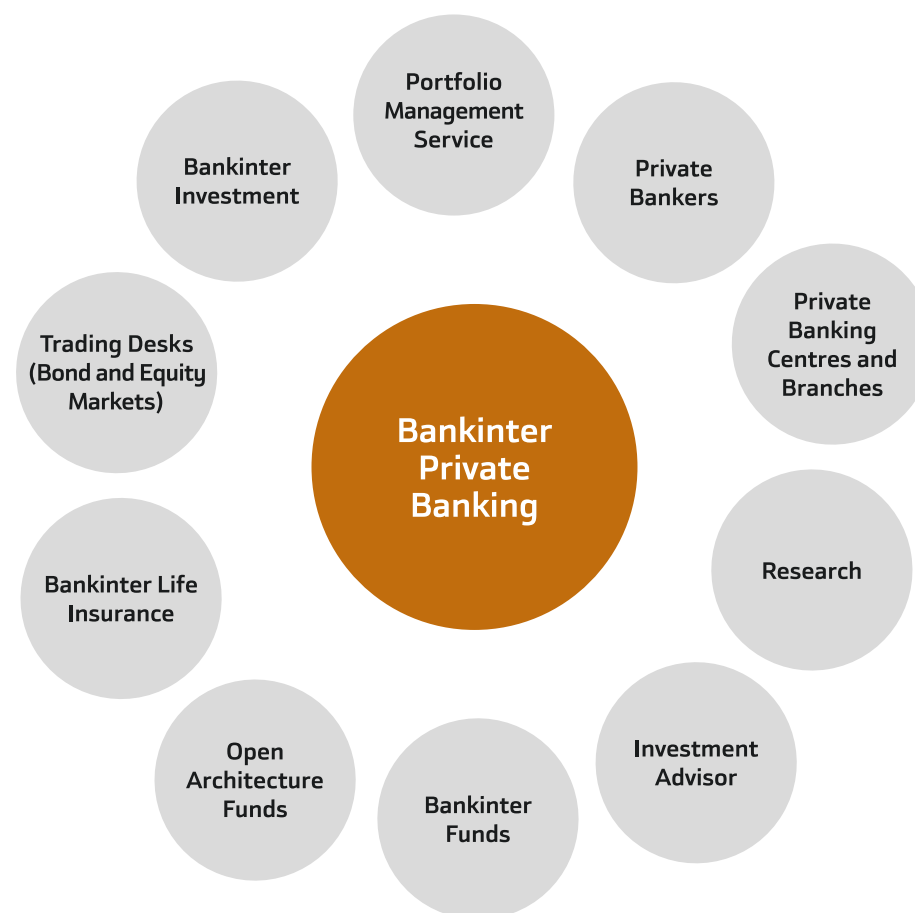 Portfolio
Management
Service
Bankinter
Investment
Private
Bankers
Trading Desks
(Bond and Equity
Markets)
Private
Banking
Centres and
Branches
Bankinter
Private
Banking
Bankinter Life
Insurance
Research
Open
Architecture
Funds
Bankinter
Funds
Investment
Advisor